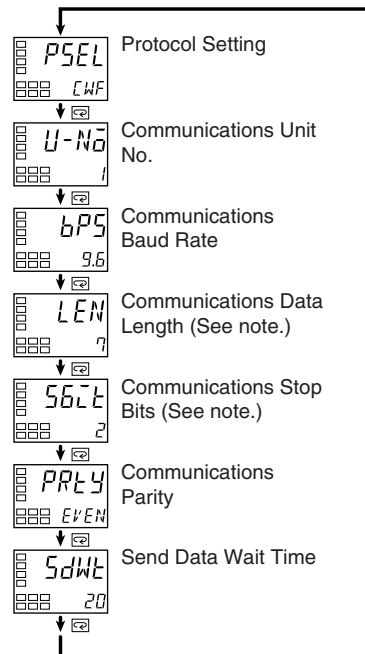 PSEL
CWF
Protocol Setting
U-No
1
Communications Unit
No.
bPS
9.6
Communications
Baud Rate
LEN
7
Communications Data
Length (See note.)
SbIt
2
Communications Stop
Bits (See note.)
PRtY
EVEN
Communications
Parity
SdWt
20
Send Data Wait Time